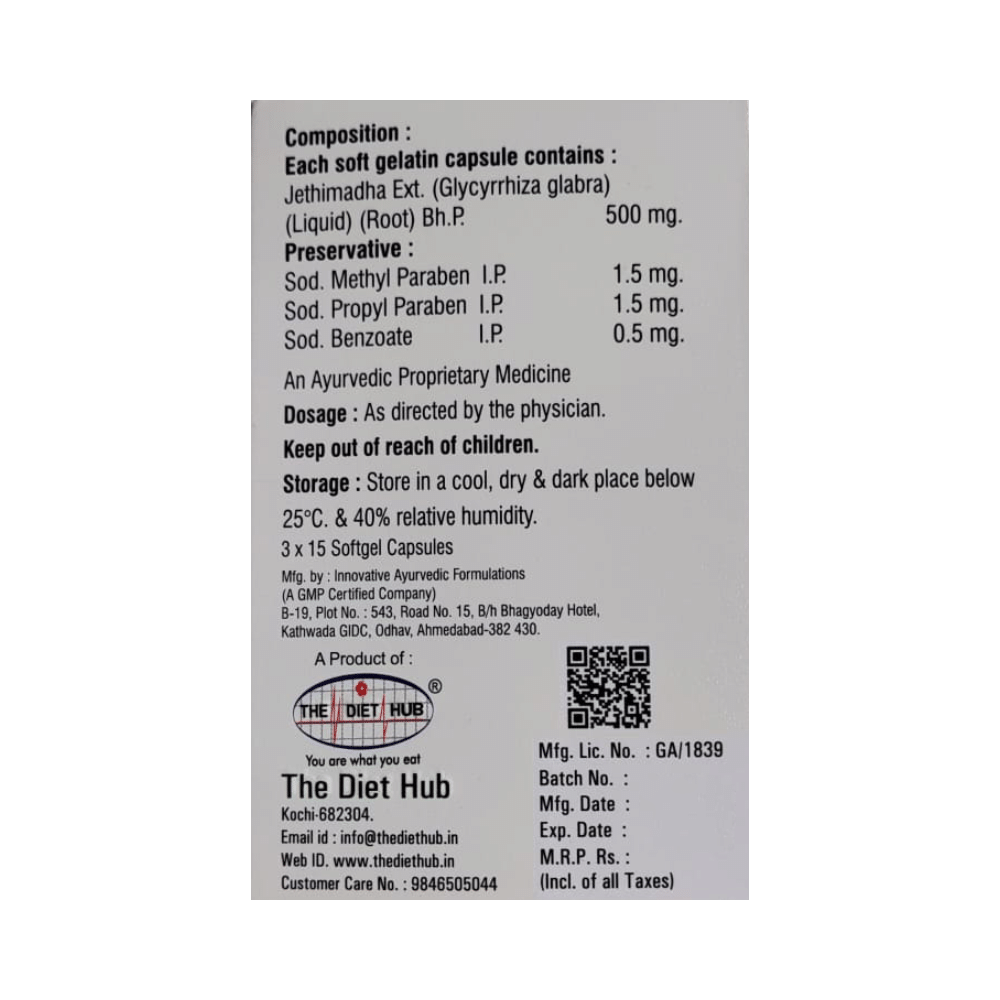 Composition :
Each soft gelatin capsule contains :
Jethimadha Ext. (Glycyrrhiza glabra)
(Liquid) (Root) Bh.P. 500 mg.
Preservative :
Sod. Methyl Paraben I.P. 1.5 mg.
Sod. Propyl Paraben I.P. 1.5 mg.
Sod. Benzoate I.P. 0.5 mg.
An Ayurvedic Proprietary Medicine
Dosage : As directed by the physician.
Keep out of reach of children.
Storage : Store in a cool, dry & dark place below
25°C. & 40% relative humidity.
3 x 15 Softgel Capsules
Mfg. by : Innovative Ayurvedic Formulations
(A GMP Certified Company)
B-19, Plot No. : 543, Road No. 15, B/h Bhagyoday Hotel,
Kathwada GIDC, Odhav, Ahmedabad-382 430.
A Product of :
THE DIET HUB ®
You are what you eat
The Diet Hub
Kochi-682304.
Email id : info@thediethub.in
Web ID. www.thediethub.in
Customer Care No. : 9846505044
Mfg. Lic. No. : GA/1839
Batch No. :
Mfg. Date :
Exp. Date :
M.R.P. Rs. :
(Incl. of all Taxes)